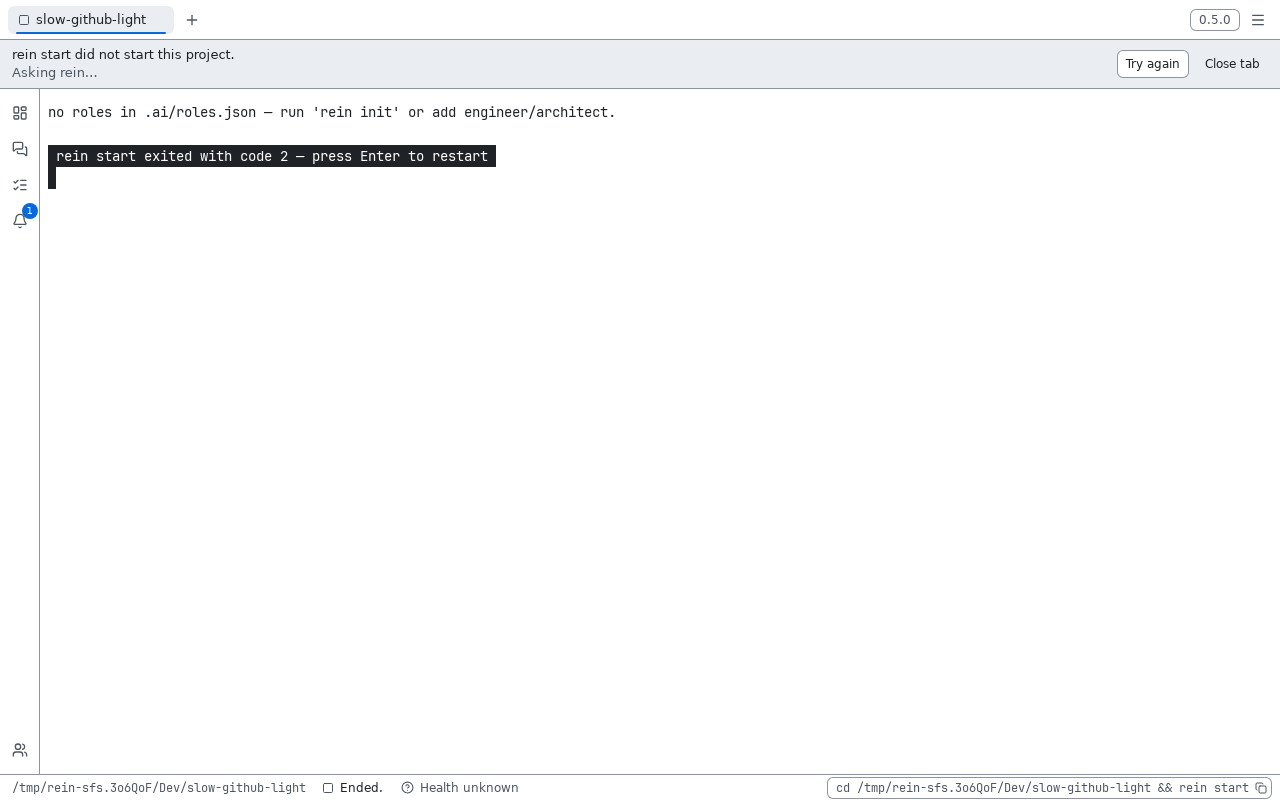 slow-github-light
0.5.0
rein start did not start this project.
Asking rein…
Try again
Close tab
no roles in .ai/roles.json — run 'rein init' or add engineer/architect.
rein start exited with code 2 — press Enter to restart
1
/tmp/rein-sfs.3o6QoF/Dev/slow-github-light
Ended.
Health unknown
cd /tmp/rein-sfs.3o6QoF/Dev/slow-github-light && rein start